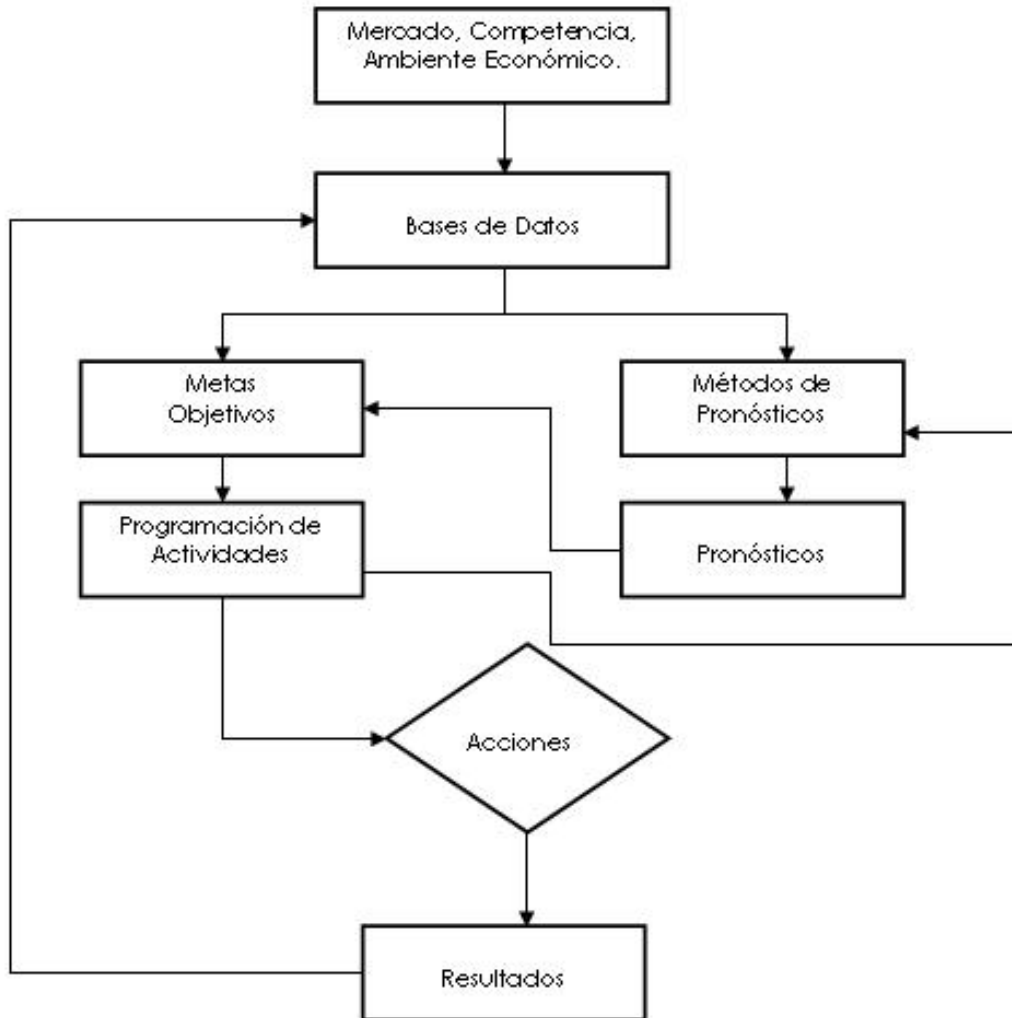 Mercado, Competencia,
Ambiente Económico.
Bases de Datos
Metas
Objetivos
Métodos de
Pronósticos
Programación de
Actividades
Pronósticos
Acciones
Resultados